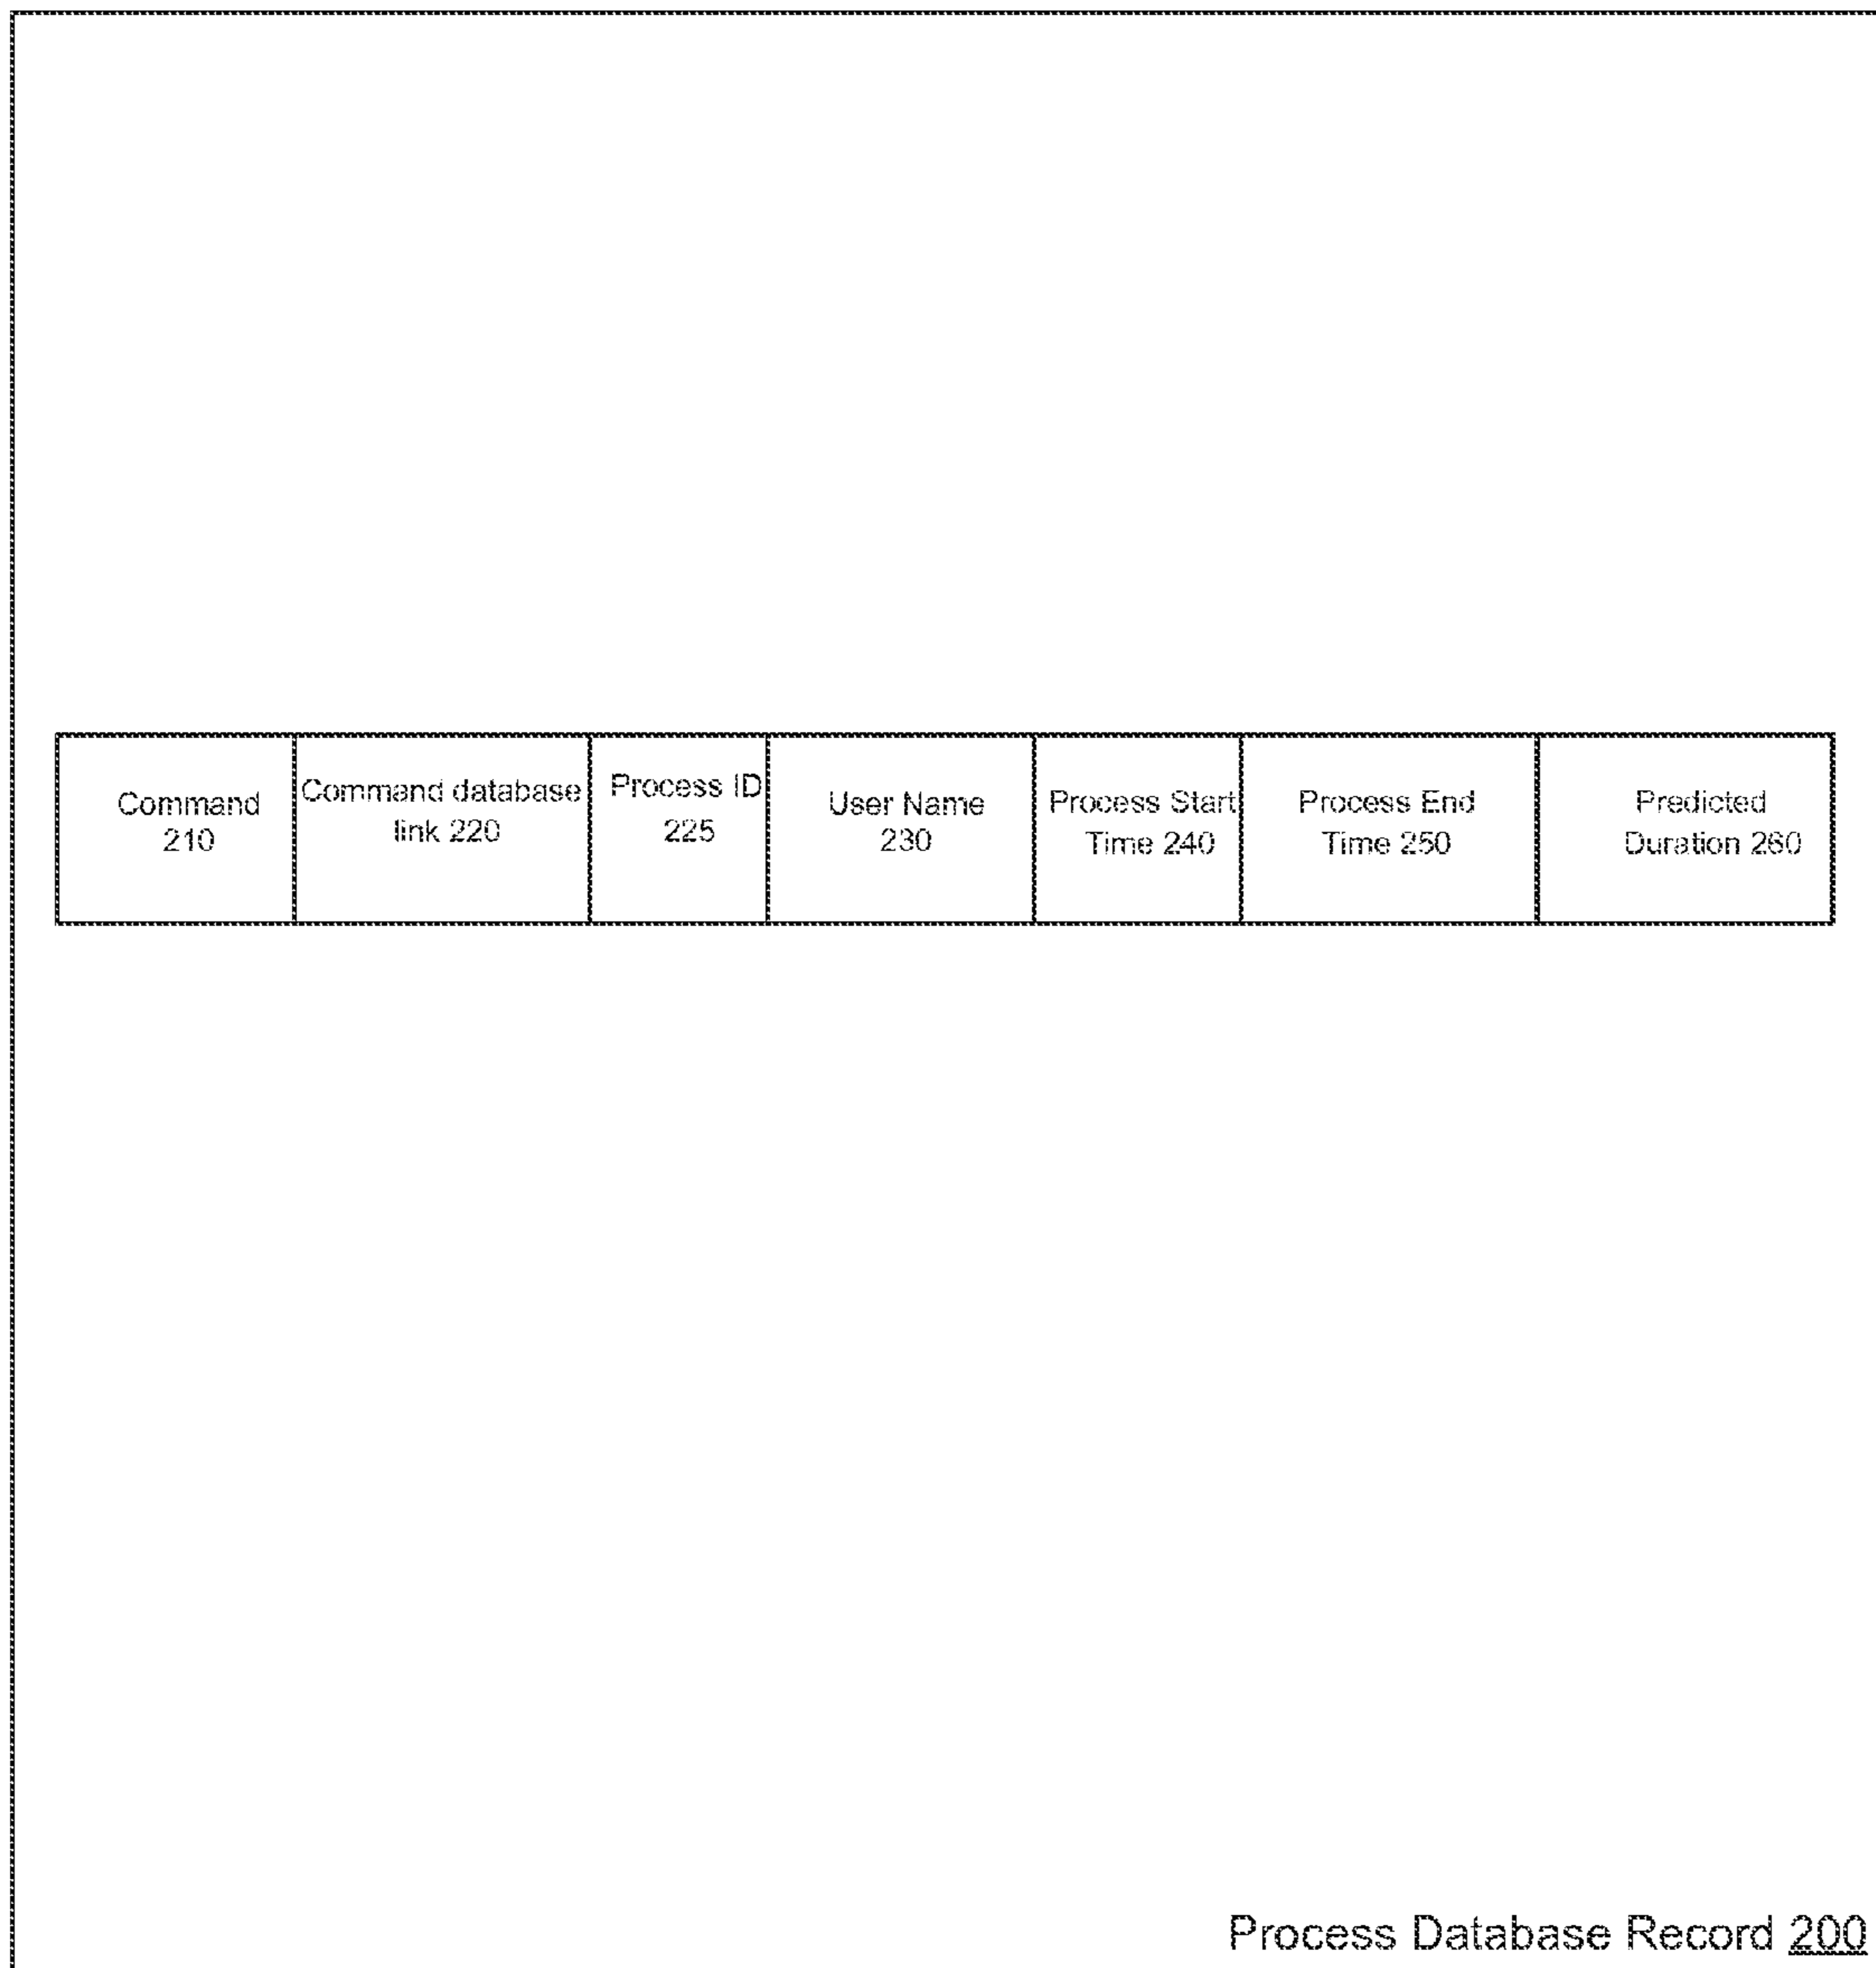 Command
210
Command database
link 220
Process ID
225
User Name
230
Process Start
Time 240
Process End
Time 250
Predicted
Duration 260
Process Database Record 200